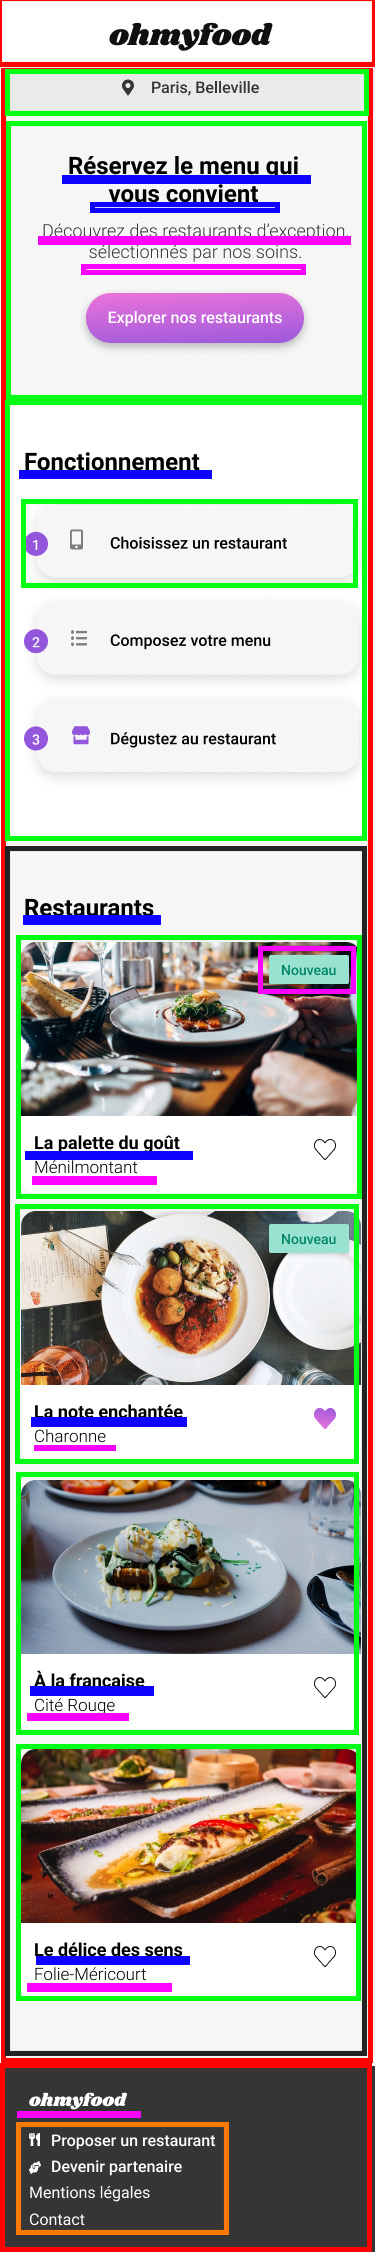 ohmyfood
Paris, Belleville
Réservez le menu qui
vous convient
Découvrez des restaurants d'exception,
sélectionnés par nos soins.
Explorer nos restaurants
Fonctionnement
1
Choisissez un restaurant
2
Composez votre menu
3
Dégustez au restaurant
Restaurants
Nouveau
La palette du goût
Ménilmontant
Nouveau
La note enchantée
Charonne
À la française
Cité Rouge
Le délice des sens
Folie-Méricourt
ohmyfood
Proposer un restaurant
Devenir partenaire
Mentions légales
Contact